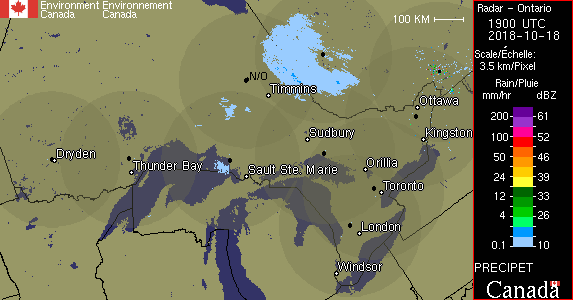 Environment Environnement
Canada Canada
100 KM
N/O
Timmins
Ottawa
Sudbury
Kingston
Dryden
Thunder Bay
Sault Ste. Marie
Orillia
Toronto
London
Windsor
Radar - Ontario
1900 UTC
2018-10-18
Scale/Échelle:
3.5 km/Pixel
Rain/Pluie
mm/hr dBZ
200 61
100 52
50 46
24 39
12 33
4 26
0.1 10
PRECIPET
Canada